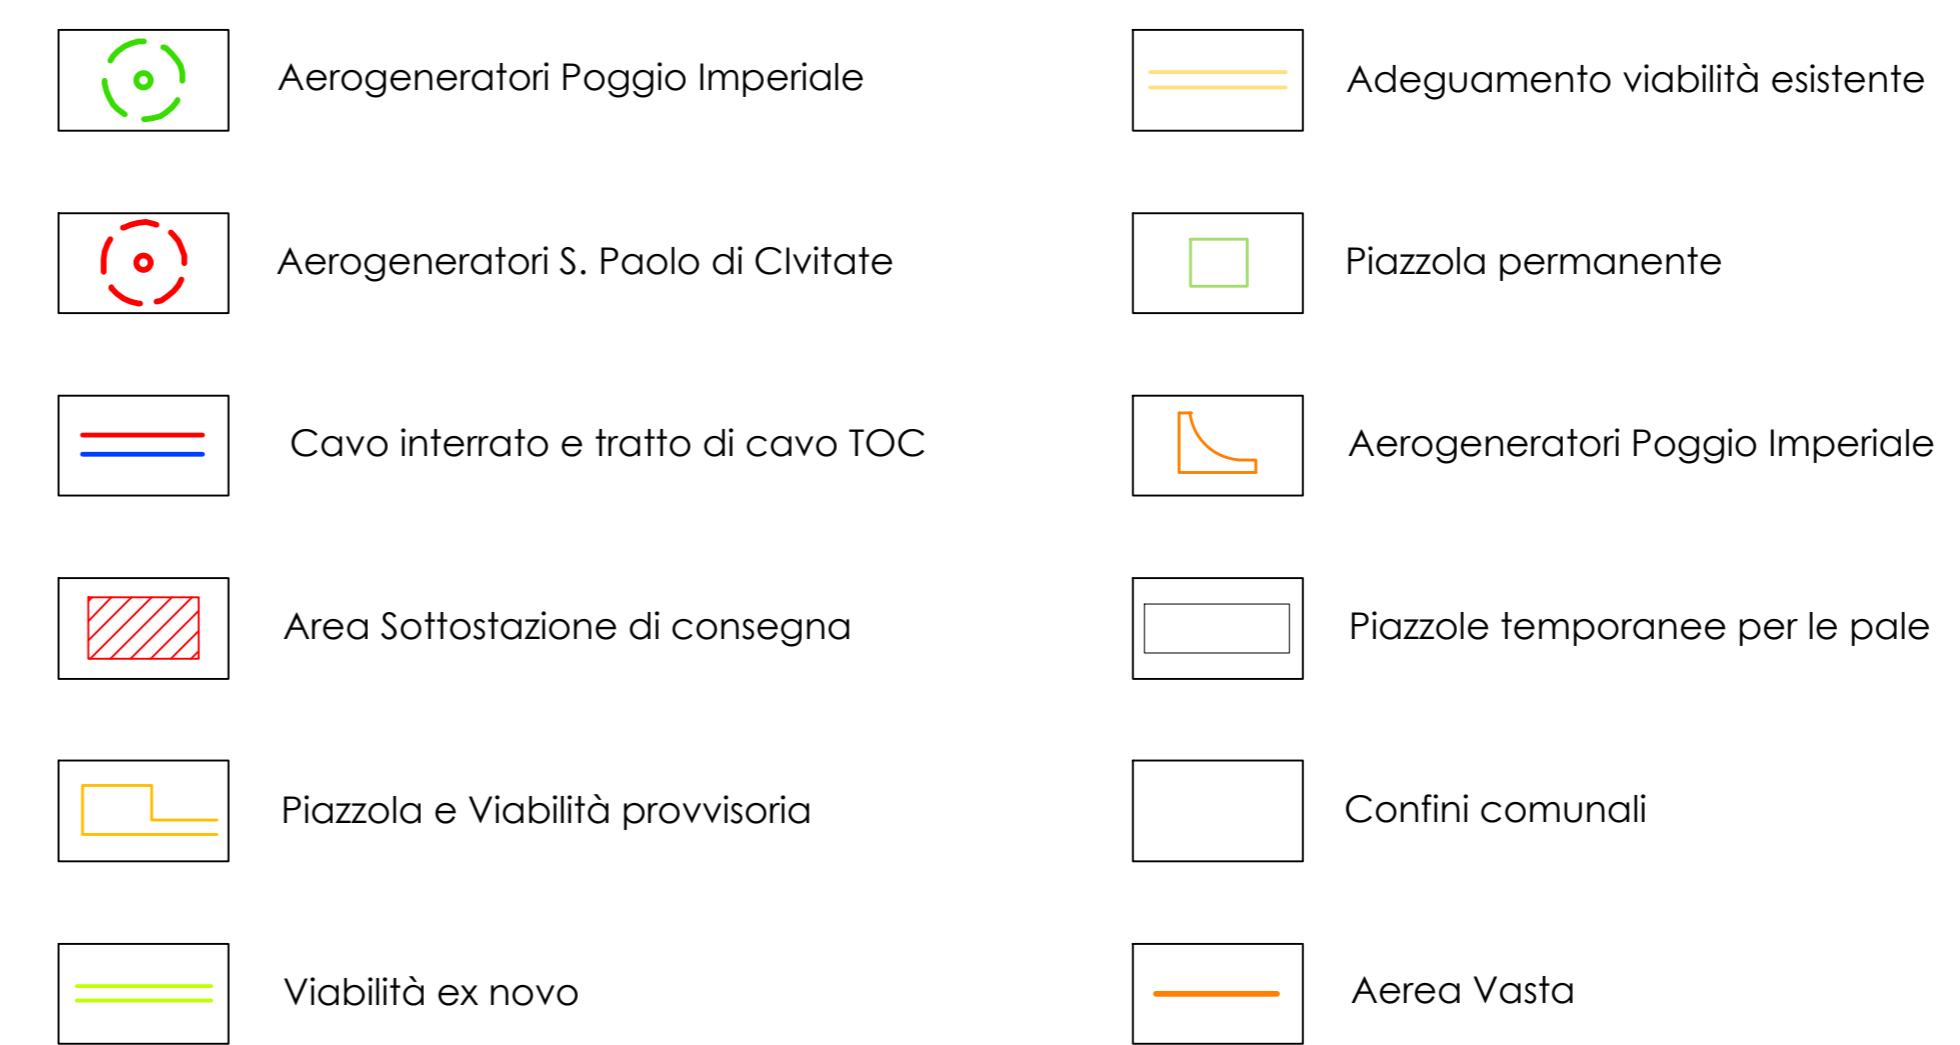 Aerogeneratori Poggio Imperiale
Aerogeneratori S. Paolo di CIvitate
Cavo interrato e tratto di cavo TOC
Area Sottostazione di consegna
Piazzola e Viabilità provvisoria
Viabilità ex novo
Adeguamento viabilità esistente
Piazzola permanente
Aerogeneratori Poggio Imperiale
Piazzole temporanee per le pale
Confini comunali
Aerea Vasta